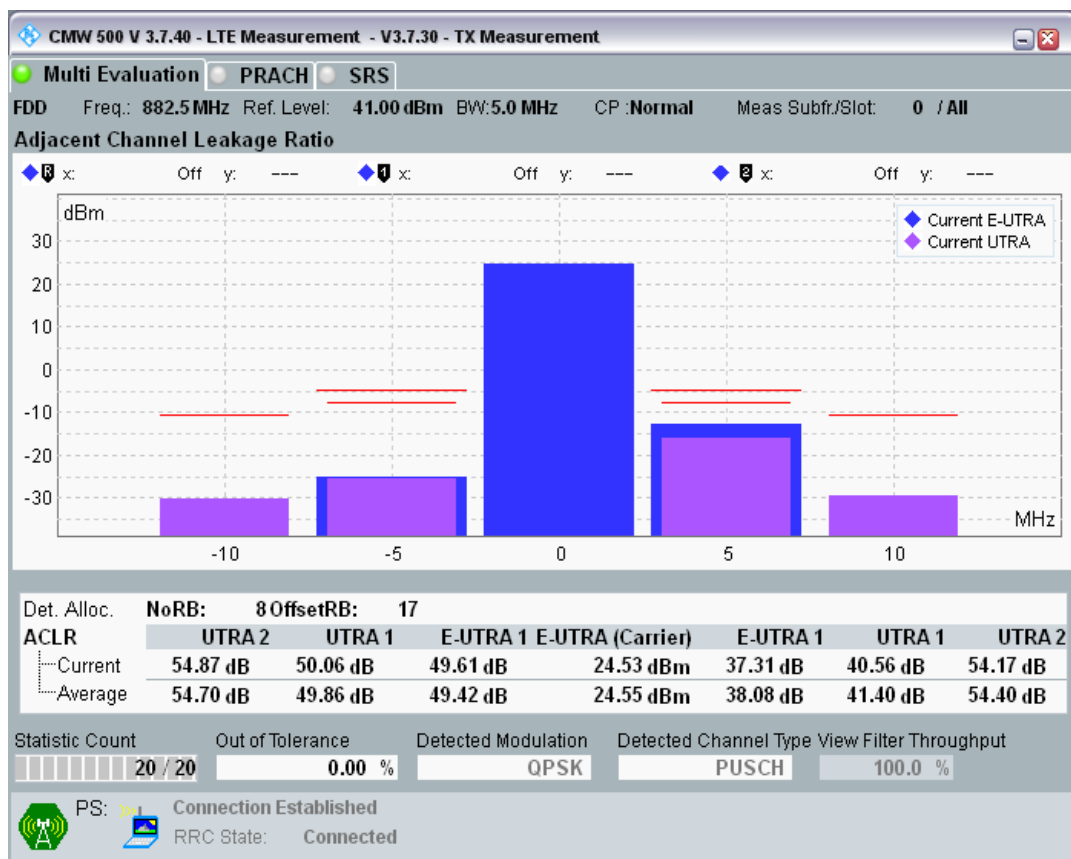 CMW 500 V 3.7.40 - LTE Measurement - V3.7.30 - TX Measurement
Multi Evaluation PRACH SRS
FDD Freq.: 882.5 MHz Ref. Level: 41.00 dBm BW:5.0 MHz CP :Normal Meas Subfr./Slot: 0 / All
Adjacent Channel Leakage Ratio
R x: Off y: --- 1 x: Off y: --- 2 x: Off y: ---
dBm
Current E-UTRA
Current UTRA
30
20
10
0
-10
-20
-30
MHz
-10 -5 0 5 10
Det. Alloc. NoRB: 8 OffsetRB: 17
ACLR UTRA 2 UTRA 1 E-UTRA 1 E-UTRA (Carrier) E-UTRA 1 UTRA 1 UTRA 2
Current 54.87 dB 50.06 dB 49.61 dB 24.53 dBm 37.31 dB 40.56 dB 54.17 dB
Average 54.70 dB 49.86 dB 49.42 dB 24.55 dBm 38.08 dB 41.40 dB 54.40 dB
Statistic Count Out of Tolerance Detected Modulation Detected Channel Type View Filter Throughput
20 / 20 0.00 % QPSK PUSCH 100.0 %
PS: Connection Established
RRC State: Connected